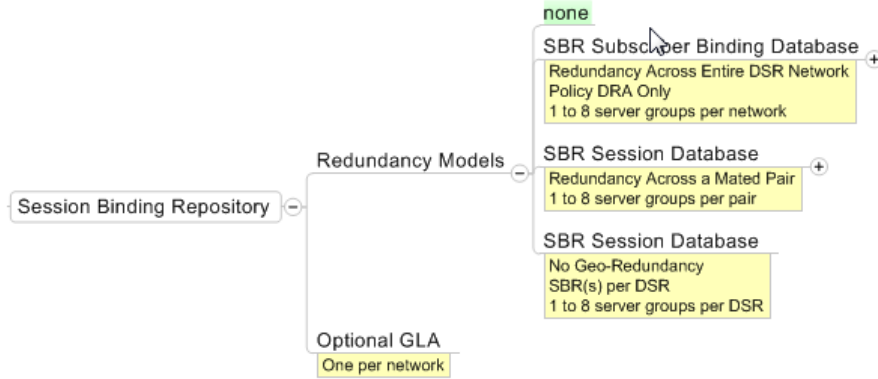 none
SBR Subscriber Binding Database
Redundancy Across Entire DSR Network
Policy DRA Only
1 to 8 server groups per network
Redundancy Models
SBR Session Database
Redundancy Across a Mated Pair
1 to 8 server groups per pair
Session Binding Repository
SBR Session Database
No Geo-Redundancy
SBR(s) per DSR
1 to 8 server groups per DSR
Optional GLA
One per network